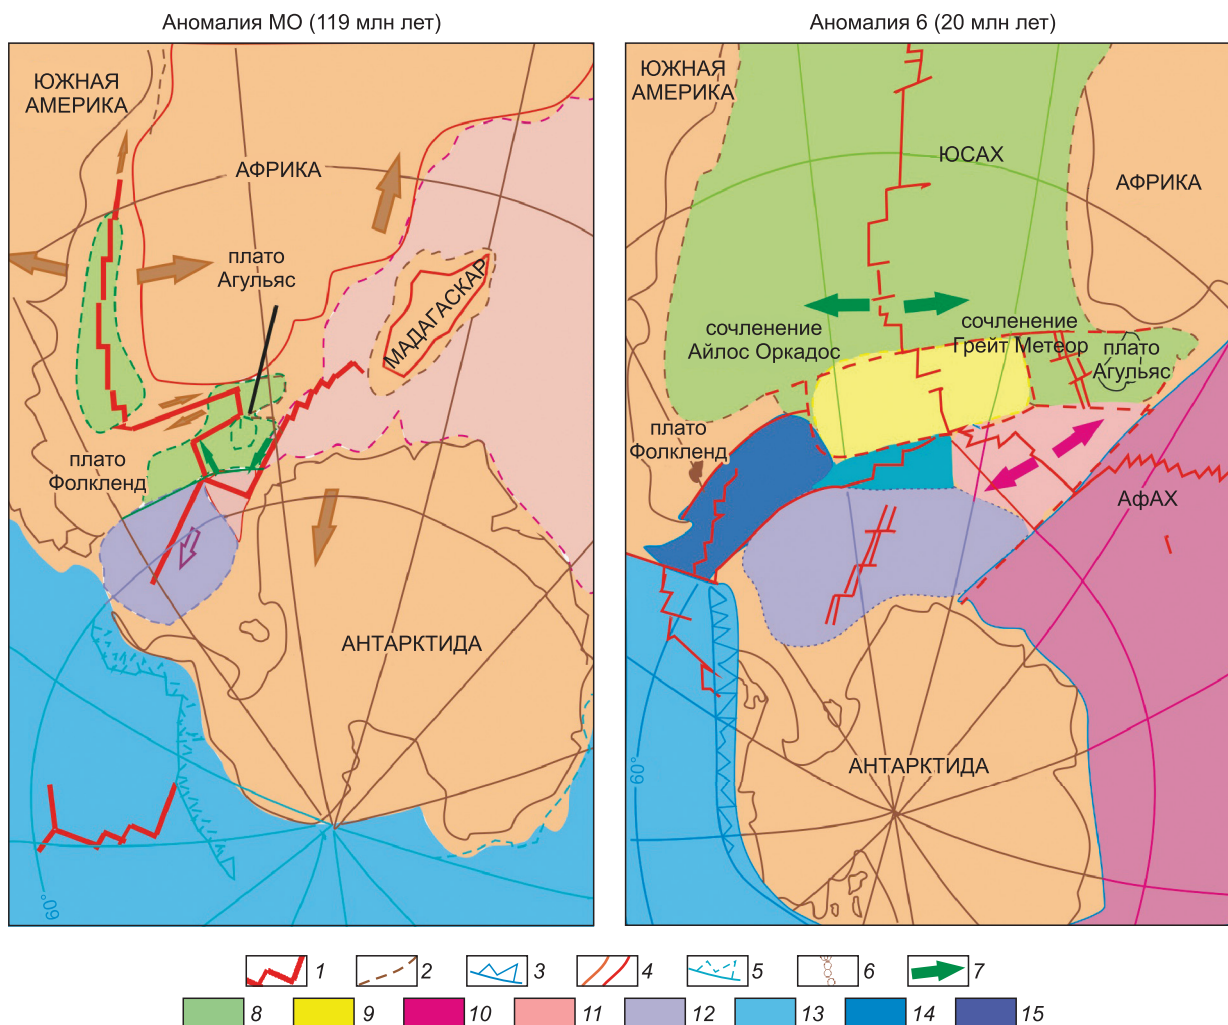 Аномалия МО (119 млн лет)
Аномалия 6 (20 млн лет)
ЮЖНАЯ
АМЕРИКА
АФРИКА
плато
Агульяс
МАДАГАСКАР
плато
Фолкленд
АНТАРКТИДА
60°
ЮЖНАЯ
АМЕРИКА
ЮСАХ
АФРИКА
сочленение
Айлос Оркадос
сочленение
Грейт Метеор
плато
Агульяс
плато
Фолкленд
АфАХ
60°
АНТАРКТИДА
1 2 3 4 5 6 7
8 9 10 11 12 13 14 15